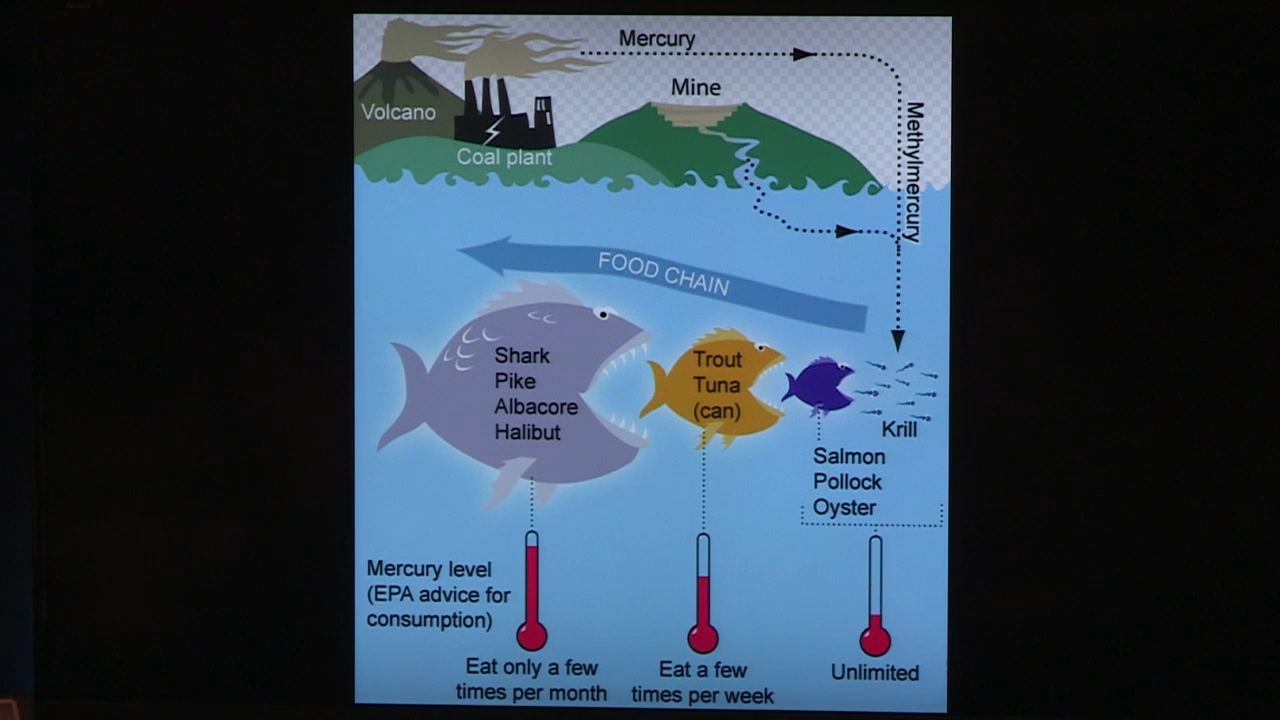 Mercury
Mine
Volcano
Coal plant
Methylmercury
FOOD CHAIN
Shark
Pike
Albacore
Halibut
Trout
Tuna
(can)
Krill
Salmon
Pollock
Oyster
Mercury level
(EPA advice for
consumption)
Eat only a few
times per month
Eat a few
times per week
Unlimited